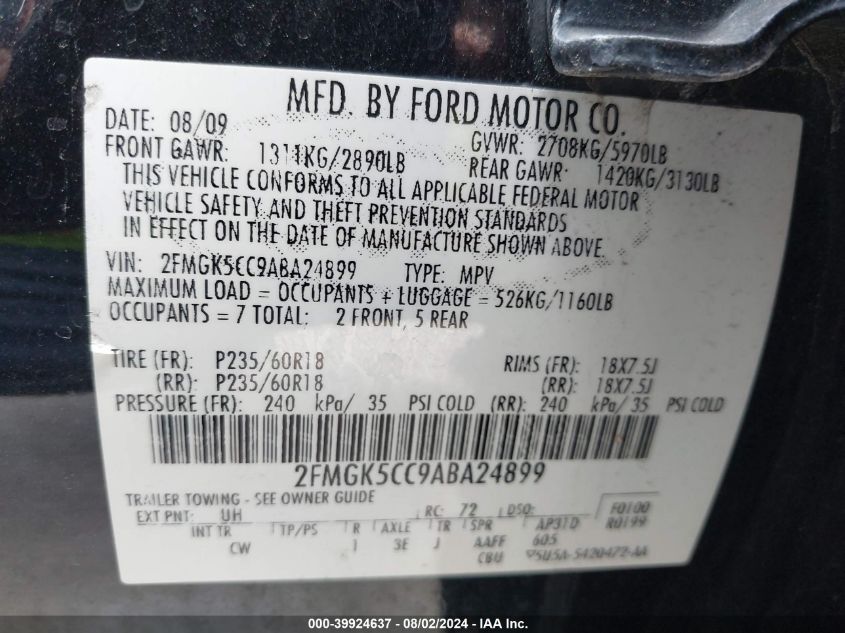 MFD. BY FORD MOTOR CO.
DATE: 08/09 GVWR: 2708KG/5970LB
FRONT GAWR: 1311KG/2890LB REAR GAWR: 1420KG/3130LB
THIS VEHICLE CONFORMS TO ALL APPLICABLE FEDERAL MOTOR
VEHICLE SAFETY AND THEFT PREVENTION STANDARDS
IN EFFECT ON THE DATE OF MANUFACTURE SHOWN ABOVE.
VIN: 2FMGK5CC9ABA24899 TYPE: MPV
MAXIMUM LOAD = OCCUPANTS + LUGGAGE = 526KG/1160LB
OCCUPANTS = 7 TOTAL: 2 FRONT, 5 REAR
TIRE (FR): P235/60R18 RIMS (FR): 18X7.5J
(RR): P235/60R18 (RR): 18X7.5J
PRESSURE (FR): 240 kPa/ 35 PSI COLD (RR): 240 kPa/ 35 PSI COLD
2FMGK5CC9ABA24899
TRAILER TOWING - SEE OWNER GUIDE
EXT PNT: UH RC: 72 DSO: F0100
R0199
INT TR TP/PS R AXLE TR SPR AP31D
CW 1 3E J AAFF 605
CBU 5U5A-5420472-AA
000-39924637 - 08/02/2024 - IAA Inc.